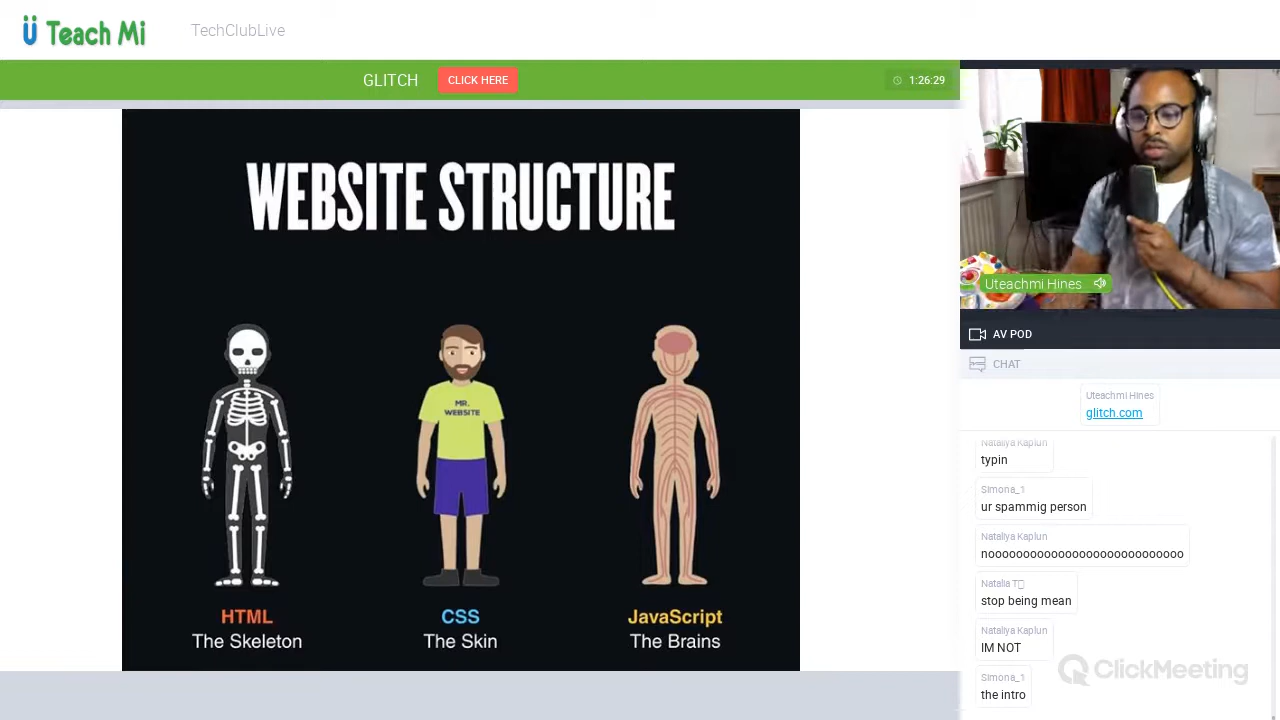 Ü Teach Mi
TechClubLive
GLITCH
CLICK HERE
1:26:29
WEBSITE STRUCTURE
MR.
WEBSITE
HTML
The Skeleton
CSS
The Skin
JavaScript
The Brains
Uteachmi Hines
AV POD
CHAT
Uteachmi Hines
glitch.com
Nataliya Kaplun
typin
Simona_1
ur spammig person
Nataliya Kaplun
noooooooooooooooooooooooooooo
Natalia T
stop being mean
Nataliya Kaplun
IM NOT
Simona_1
the intro
ClickMeeting